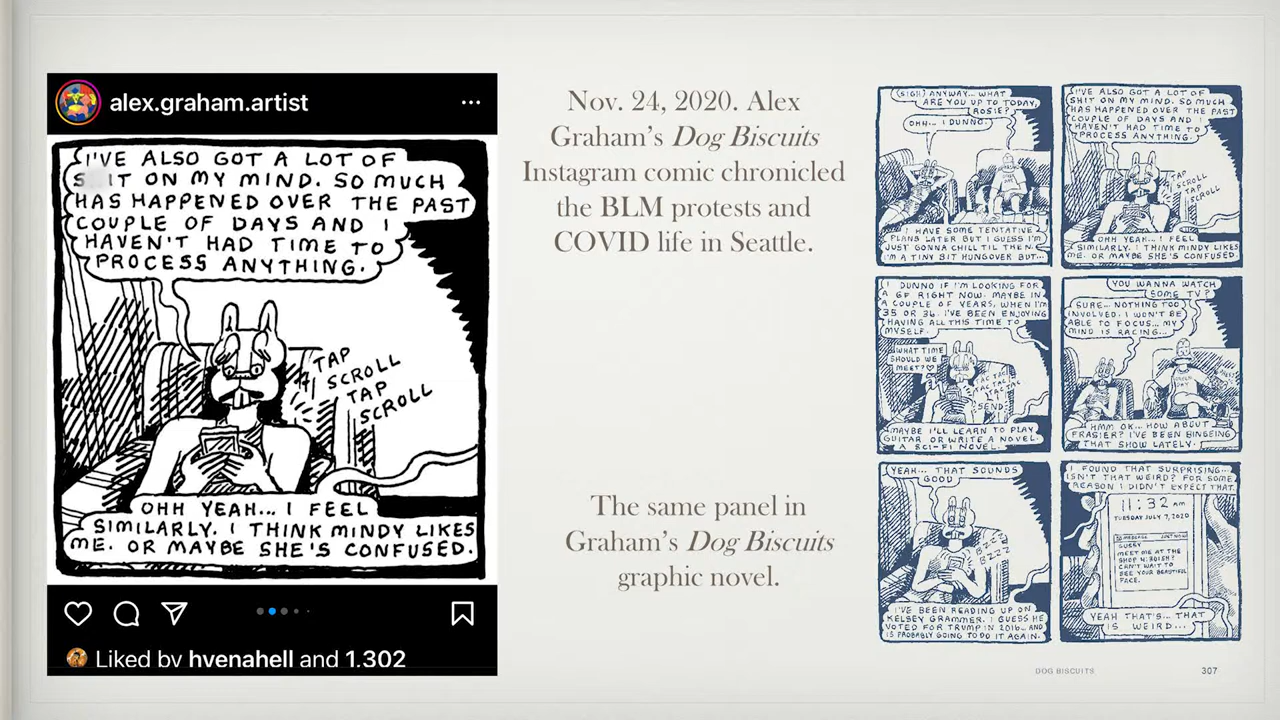 alex.graham.artist
I'VE ALSO GOT A LOT OF
S IT ON MY MIND. SO MUCH
HAS HAPPENED OVER THE PAST
COUPLE OF DAYS AND I
HAVEN'T HAD TIME TO
PROCESS ANYTHING.
TAP
SCROLL
TAP
SCROLL
OHH YEAH... I FEEL
SIMILARLY. I THINK MINDY LIKES
ME. OR MAYBE SHE'S CONFUSED.
Liked by hvenahell and 1,302
Nov. 24, 2020. Alex
Graham's Dog Biscuits
Instagram comic chronicled
the BLM protests and
COVID life in Seattle.
The same panel in
Graham's Dog Biscuits
graphic novel.
(SIGH) ANYWAY... WHAT
ARE YOU UP TO TODAY,
ROSIE?
OHH... I DUNNO.
I HAVE SOME TENTATIVE
PLANS LATER BUT I GUESS I'M
JUST GONNA CHILL TIL THEN.
I'M A TINY BIT HUNGOVER BUT...
I'VE ALSO GOT A LOT OF
SHIT ON MY MIND. SO MUCH
HAS HAPPENED OVER THE PAST
COUPLE OF DAYS AND I
HAVEN'T HAD TIME TO
PROCESS ANYTHING.
TAP
SCROLL
TAP
SCROLL
OHH YEAH... I FEEL
SIMILARLY. I THINK MINDY LIKES
ME. OR MAYBE SHE'S CONFUSED.
I DUNNO IF I'M LOOKING FOR
A GF RIGHT NOW. MAYBE IN
A COUPLE OF YEARS, WHEN I'M
35 OR 36. I'VE BEEN ENJOYING
HAVING ALL THIS TIME TO
MYSELF.
WHAT TIME
SHOULD WE
MEET?♡
SEND
MAYBE I'LL LEARN TO PLAY
GUITAR OR WRITE A NOVEL.
A SCI-FI NOVEL.
YOU WANNA WATCH
SOME TV?
SURE... NOTHING TOO
INVOLVED. I WON'T BE
ABLE TO FOCUS... MY
MIND IS RACING...
HMM OK... HOW ABOUT
FRASIER? I'VE BEEN BINGEING
THAT SHOW LATELY.
YEAH... THAT SOUNDS
GOOD
BZZZ
I'VE BEEN READING UP ON
KELSEY GRAMMER. I GUESS HE
VOTED FOR TRUMP IN 2016... AND
IS PROBABLY GOING TO DO IT AGAIN.
I FOUND THAT SURPRISING...
ISN'T THAT WEIRD? FOR SOME
REASON I DIDN'T EXPECT THAT.
11:32 AM
TUESDAY JULY 7, 2020
MESSAGE JUST NOW
GUSSY
MEET ME AT THE
SHOP 4:30ISH?
CAN'T WAIT TO
SEE YOUR BEAUTIFUL
FACE.
YEAH THAT'S... THAT
IS WEIRD...
DOG BISCUITS 307